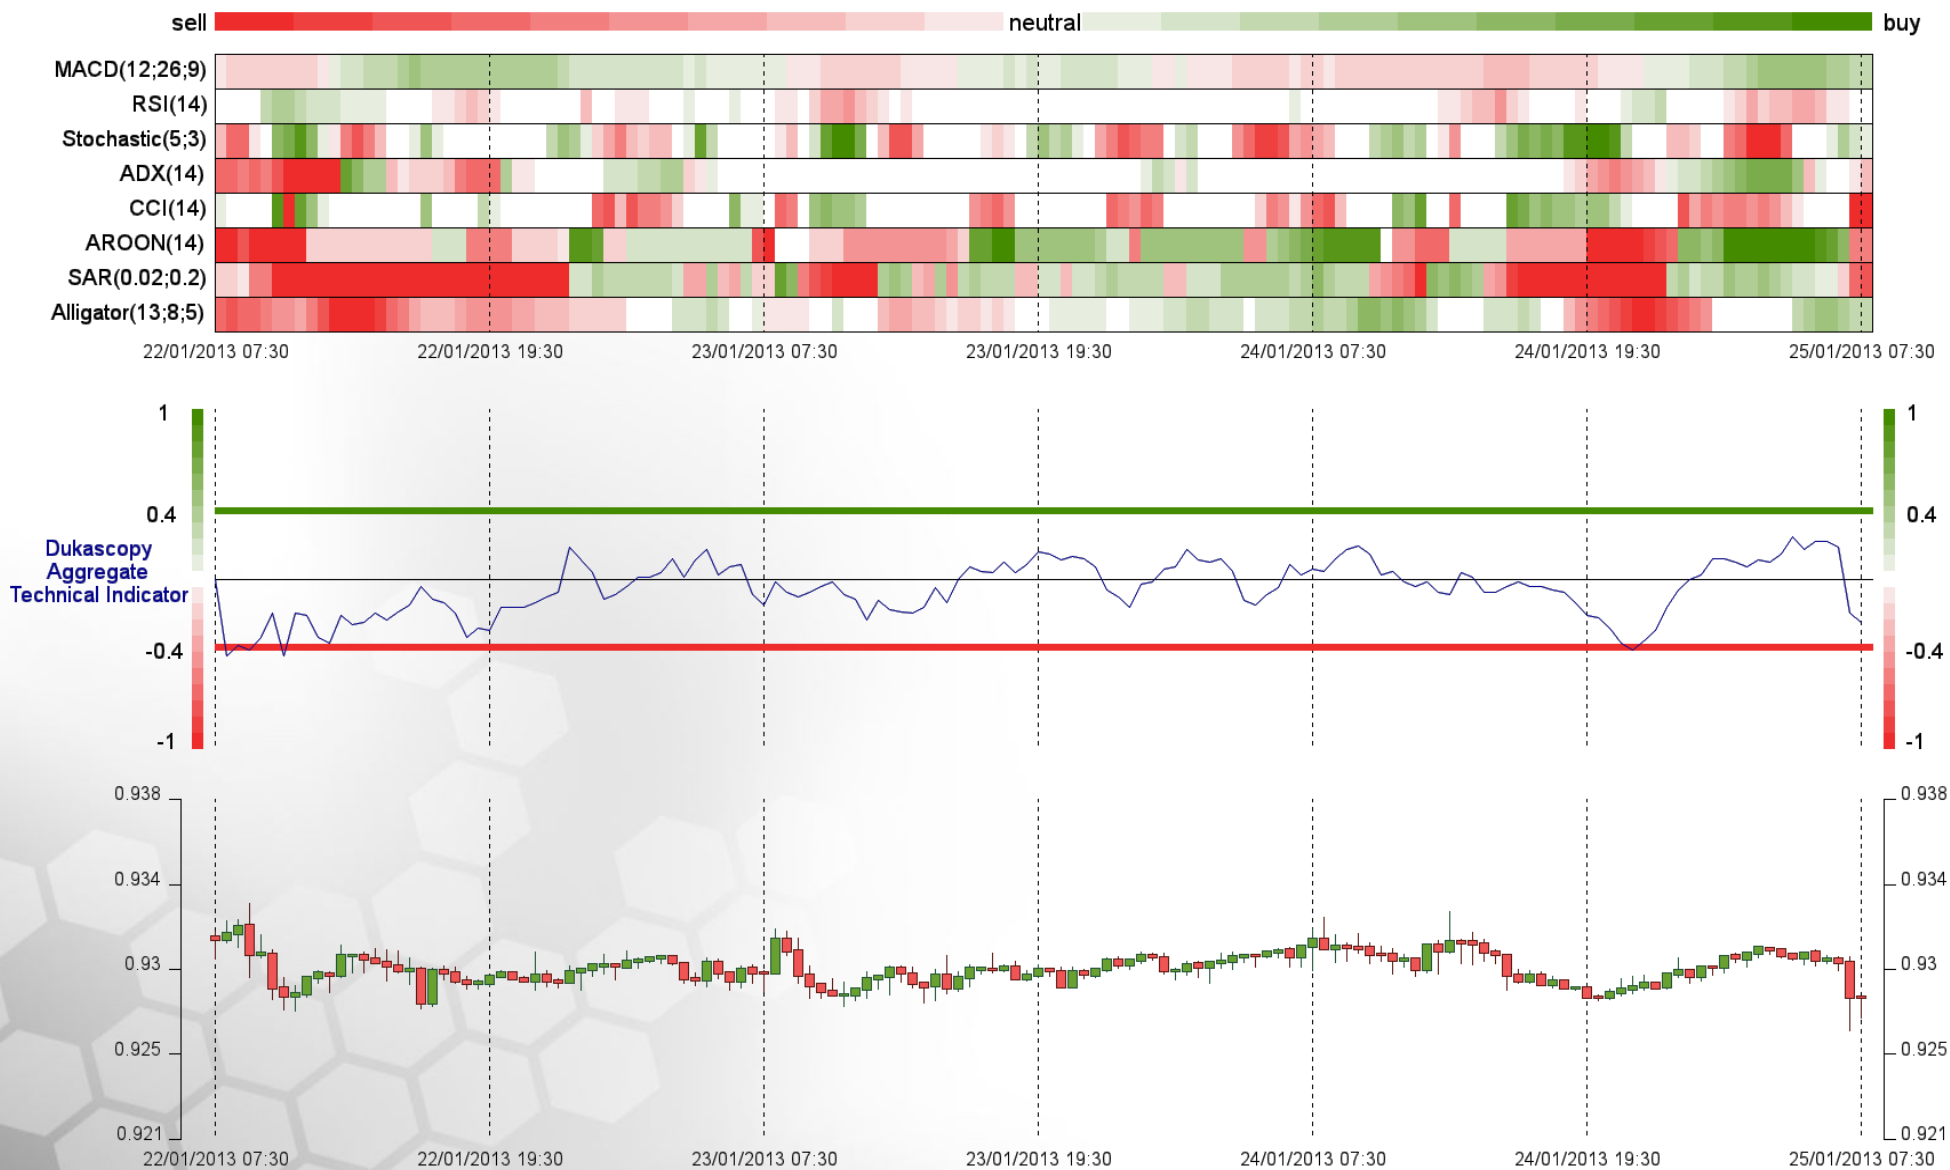 sell neutral buy
MACD(12;26;9)
RSI(14)
Stochastic(5;3)
ADX(14)
CCI(14)
AROON(14)
SAR(0.02;0.2)
Alligator(13;8;5)
22/01/2013 07:30 22/01/2013 19:30 23/01/2013 07:30 23/01/2013 19:30 24/01/2013 07:30 24/01/2013 19:30 25/01/2013 07:30
1 1
0.4 0.4
Dukascopy
Aggregate
Technical Indicator
-0.4 -0.4
-1 -1
0.938 0.938
0.934 0.934
0.93 0.93
0.925 0.925
0.921 0.921
22/01/2013 07:30 22/01/2013 19:30 23/01/2013 07:30 23/01/2013 19:30 24/01/2013 07:30 24/01/2013 19:30 25/01/2013 07:30